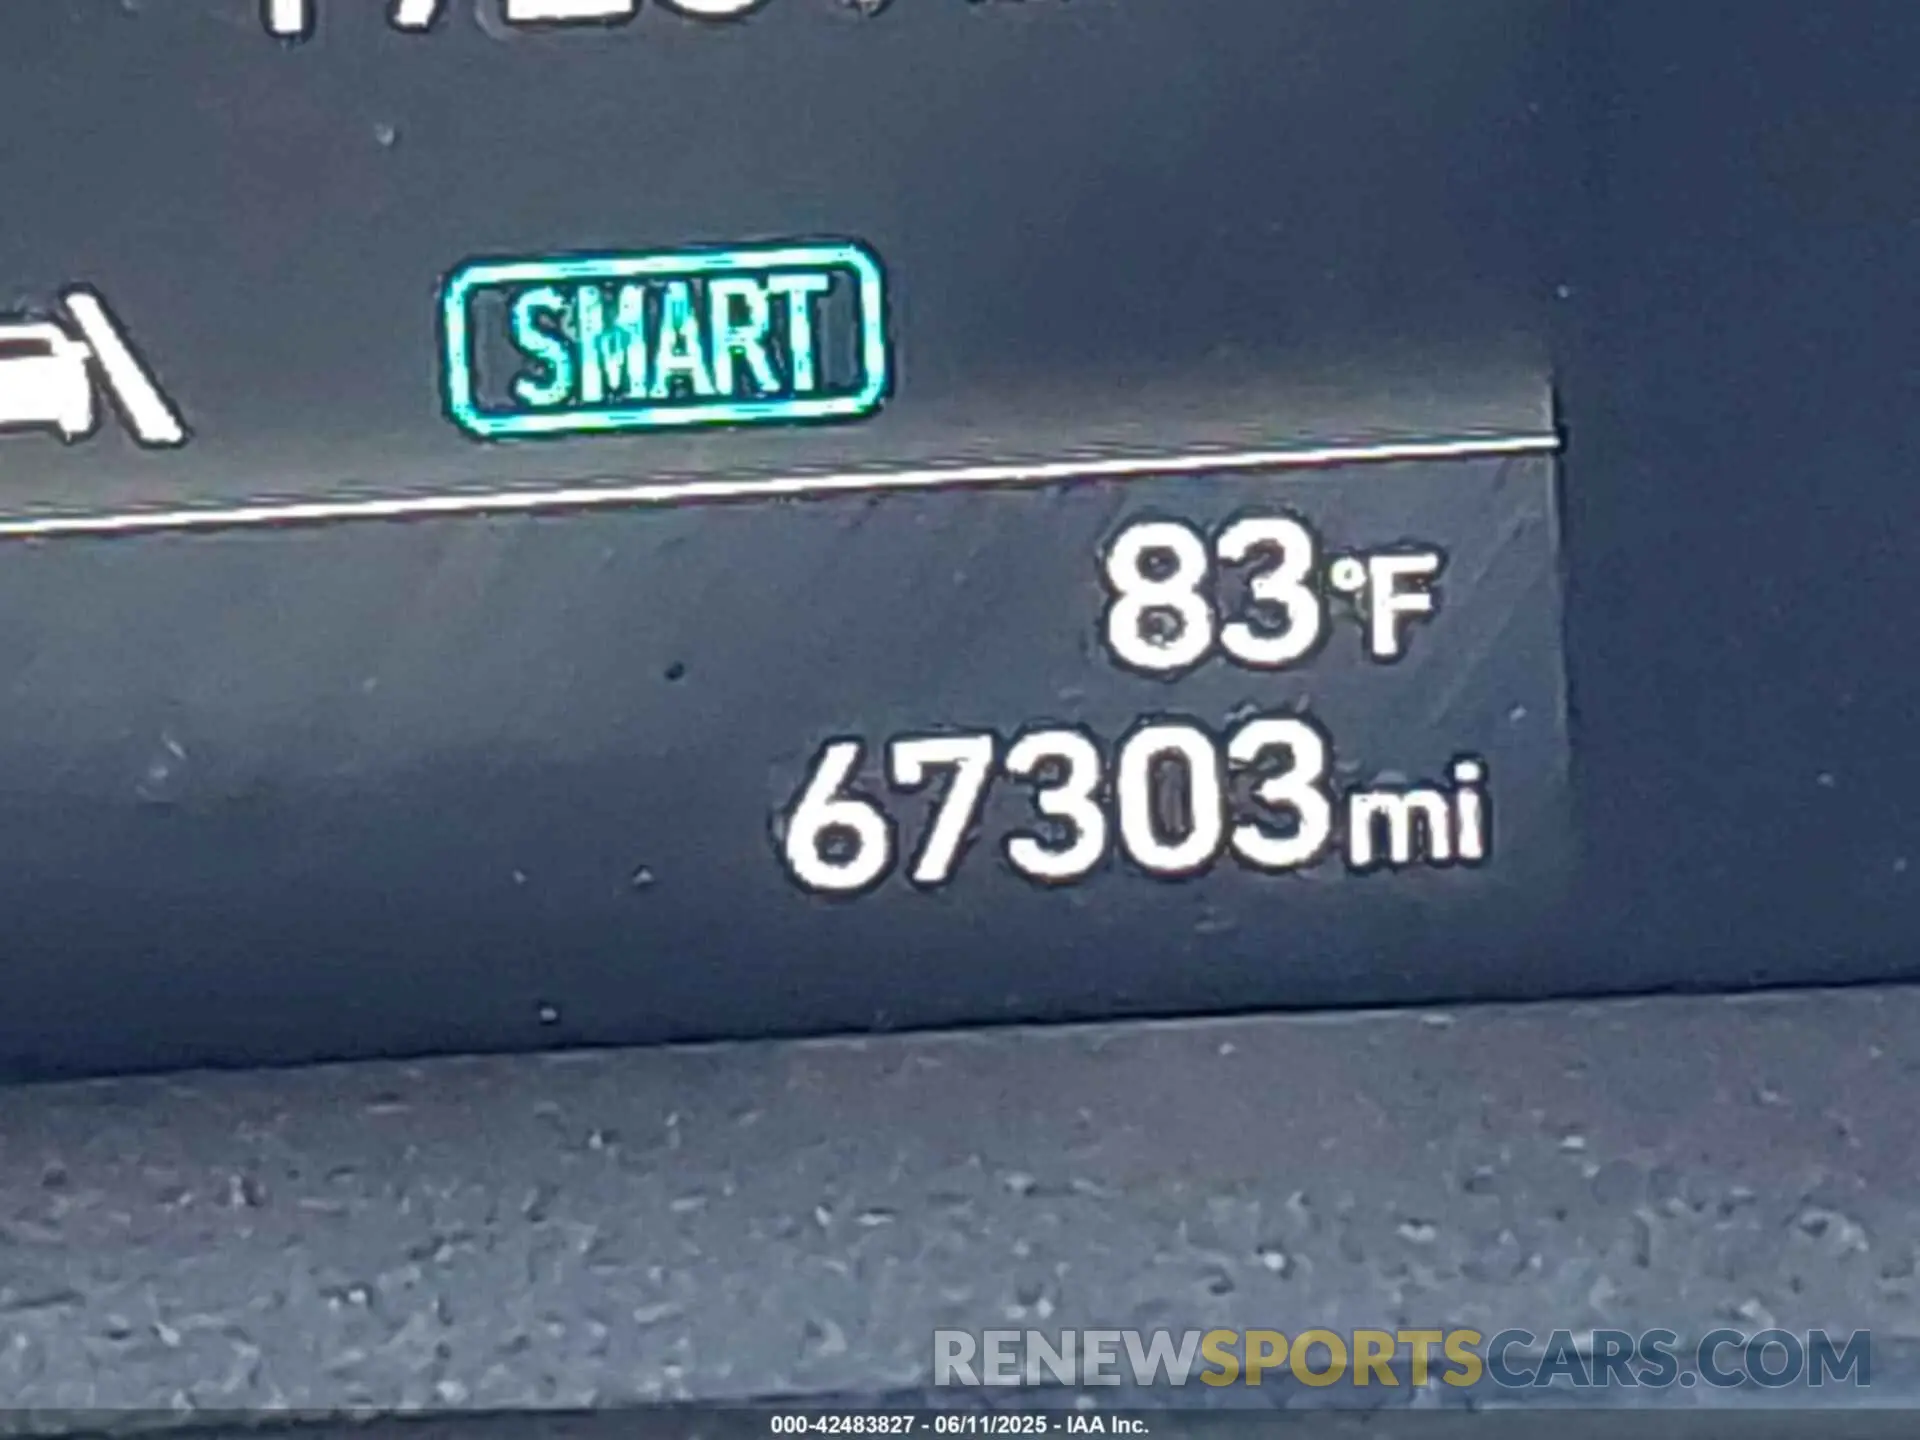 SMART
83°F
67303mi
RENEWSPORTSCARS.COM
000-42483827 - 06/11/2025 - IAA Inc.